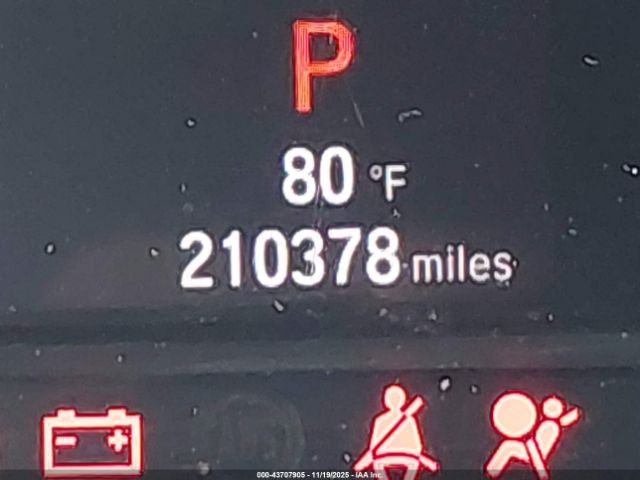 P
80 °F
210378 miles
000-43707905 - 11/19/2025 - IAA Inc.